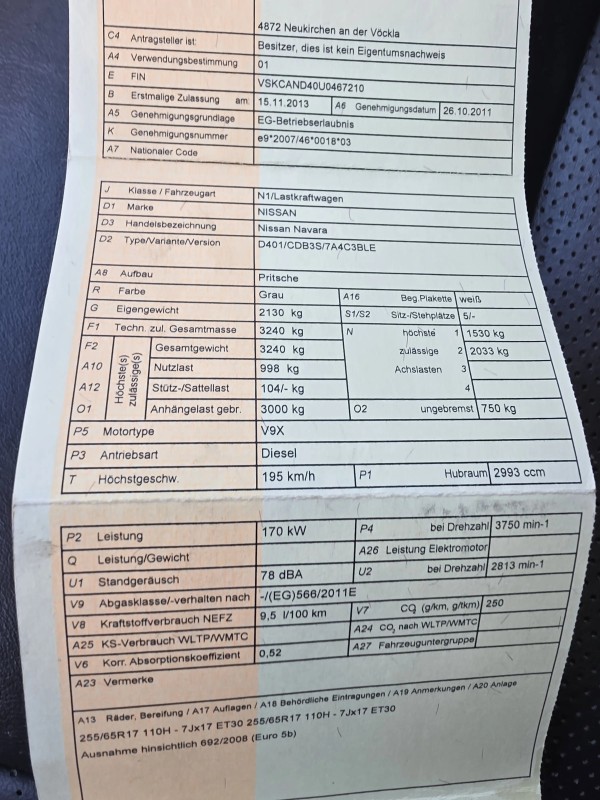 4872 Neukirchen an der Vöckla
C4 Antragsteller ist: Besitzer, dies ist kein Eigentumsnachweis
A4 Verwendungsbestimmung 01
E FIN VSKCAND40U0467210
B Erstmalige Zulassung am: 15.11.2013 A6 Genehmigungsdatum 26.10.2011
A5 Genehmigungsgrundlage EG-Betriebserlaubnis
K Genehmigungsnummer e9*2007/46*0018*03
A7 Nationaler Code
J Klasse / Fahrzeugart N1/Lastkraftwagen
D1 Marke NISSAN
D3 Handelsbezeichnung Nissan Navara
D2 Type/Variante/Version D401/CDB3S/7A4C3BLE
A8 Aufbau Pritsche
R Farbe Grau A16 Beg.Plakette weiß
G Eigengewicht 2130 kg S1/S2 Sitz-/Stehplätze 5/-
F1 Techn. zul. Gesamtmasse 3240 kg N höchste 1 1530 kg
F2 Höchste(s) zulässige(s) Gesamtgewicht 3240 kg zulässige 2 2033 kg
A10 Nutzlast 998 kg Achslasten 3
A12 Stütz-/Sattellast 104/- kg 4
O1 Anhängelast gebr. 3000 kg O2 ungebremst 750 kg
P5 Motortype V9X
P3 Antriebsart Diesel
T Höchstgeschw. 195 km/h P1 Hubraum 2993 ccm
P2 Leistung 170 kW P4 bei Drehzahl 3750 min-1
Q Leistung/Gewicht A26 Leistung Elektromotor
U1 Standgeräusch 78 dBA U2 bei Drehzahl 2813 min-1
V9 Abgasklasse/-verhalten nach -/(EG)566/2011E
V8 Kraftstoffverbrauch NEFZ 9,5 l/100 km V7 CO₂ (g/km, g/tkm) 250
A25 KS-Verbrauch WLTP/WMTC A24 CO₂ nach WLTP/WMTC
V6 Korr. Absorptionskoeffizient 0,52 A27 Fahrzeuguntergruppe
A23 Vermerke
A13 Räder, Bereifung / A17 Auflagen / A18 Behördliche Eintragungen / A19 Anmerkungen / A20 Anlage
255/65R17 110H - 7Jx17 ET30 255/65R17 110H - 7Jx17 ET30
Ausnahme hinsichtlich 692/2008 (Euro 5b)